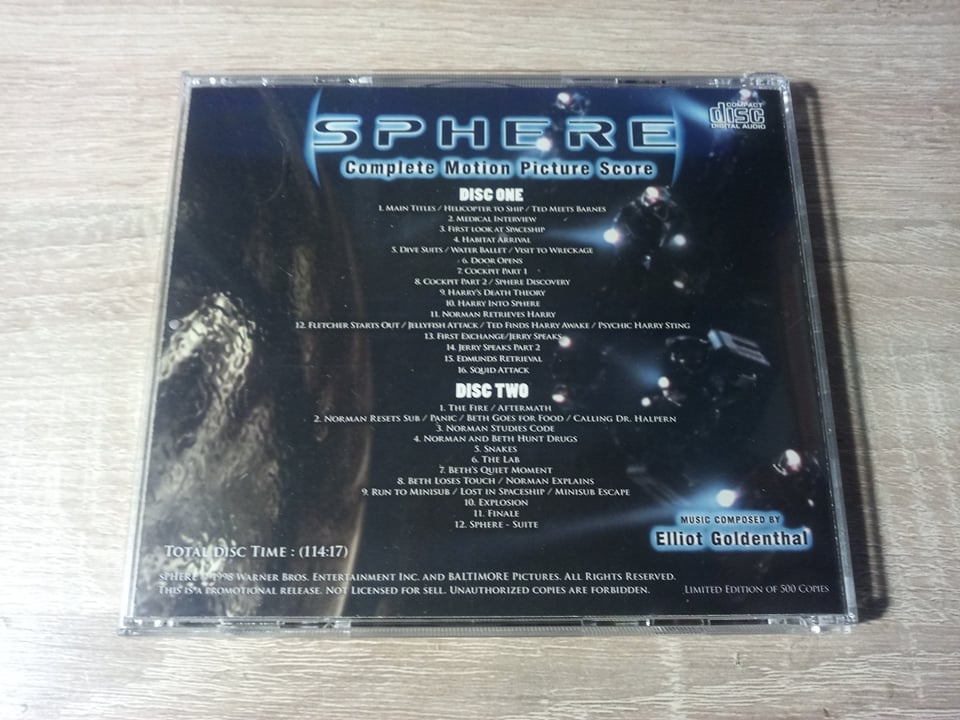 SPHERE
COMPACT
disc
DIGITAL AUDIO
Complete Motion Picture Score
DISC ONE
1. Main Titles / Helicopter to Ship / Ted Meets Barnes
2. Medical Interview
3. First look at Spaceship
4. Habitat Arrival
5. Dive Suits / Water Ballet / Visit to Wreckage
6. Door Opens
7. Cockpit Part 1
8. Cockpit Part 2 / Sphere Discovery
9. Harry's Death Theory
10. Harry Into Sphere
11. Norman Retrieves Harry
12. Fletcher Starts Out / Jellyfish Attack / Ted Finds Harry Awake / Psychic Harry Sting
13. First Exchange/Jerry Speaks
14. Jerry Speaks Part 2
15. Edmunds Retrieval
16. Squid Attack
DISC TWO
1. The Fire / Aftermath
2. Norman Resets Sub / Panic / Beth Goes for Food / Calling Dr. Halpern
3. Norman Studies Code
4. Norman and Beth Hunt Drugs
5. Snakes
6. The Lab
7. Beth's Quiet Moment
8. Beth Loses Touch / Norman Explains
9. Run to Minisub / Lost in Spaceship / Minisub Escape
10. Explosion
11. Finale
12. Sphere - Suite
MUSIC COMPOSED BY
Elliot Goldenthal
Total disc Time : (114:17)
sPHERE © 1998 Warner Bros. Entertainment Inc. and BALTIMORE Pictures. All Rights Reserved.
This is a promotional release. Not Licensed for sell. Unauthorized copies are forbidden.
Limited Edition of 500 Copies